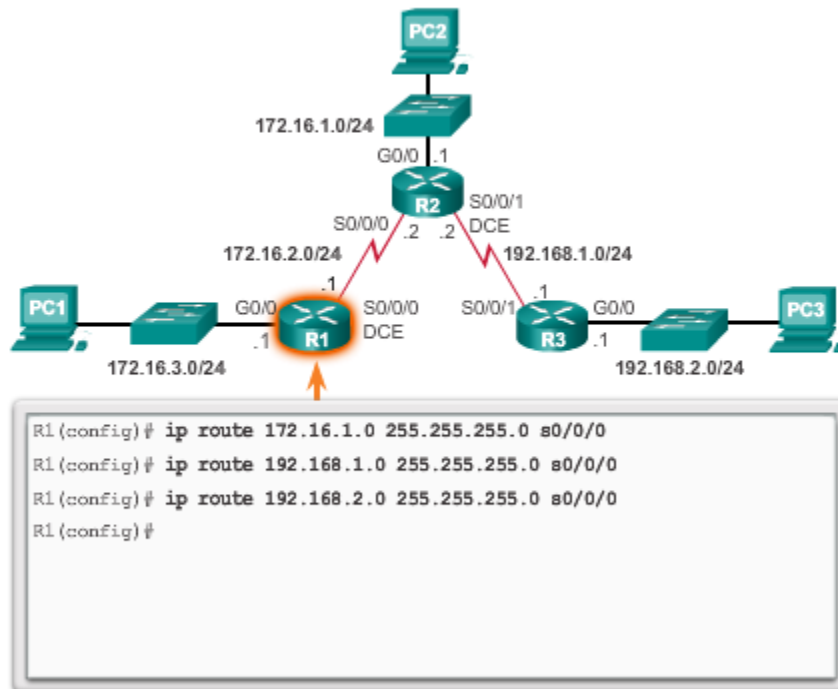 PC2
172.16.1.0/24
G0/0 .1
R2
S0/0/1
DCE
S0/0/0
.2 .2
172.16.2.0/24
192.168.1.0/24
.1
.1
PC1
G0/0
S0/0/0
DCE
R1
.1
172.16.3.0/24
S0/0/1
G0/0
R3
.1
PC3
192.168.2.0/24
R1(config)# ip route 172.16.1.0 255.255.255.0 s0/0/0
R1(config)# ip route 192.168.1.0 255.255.255.0 s0/0/0
R1(config)# ip route 192.168.2.0 255.255.255.0 s0/0/0
R1(config)#